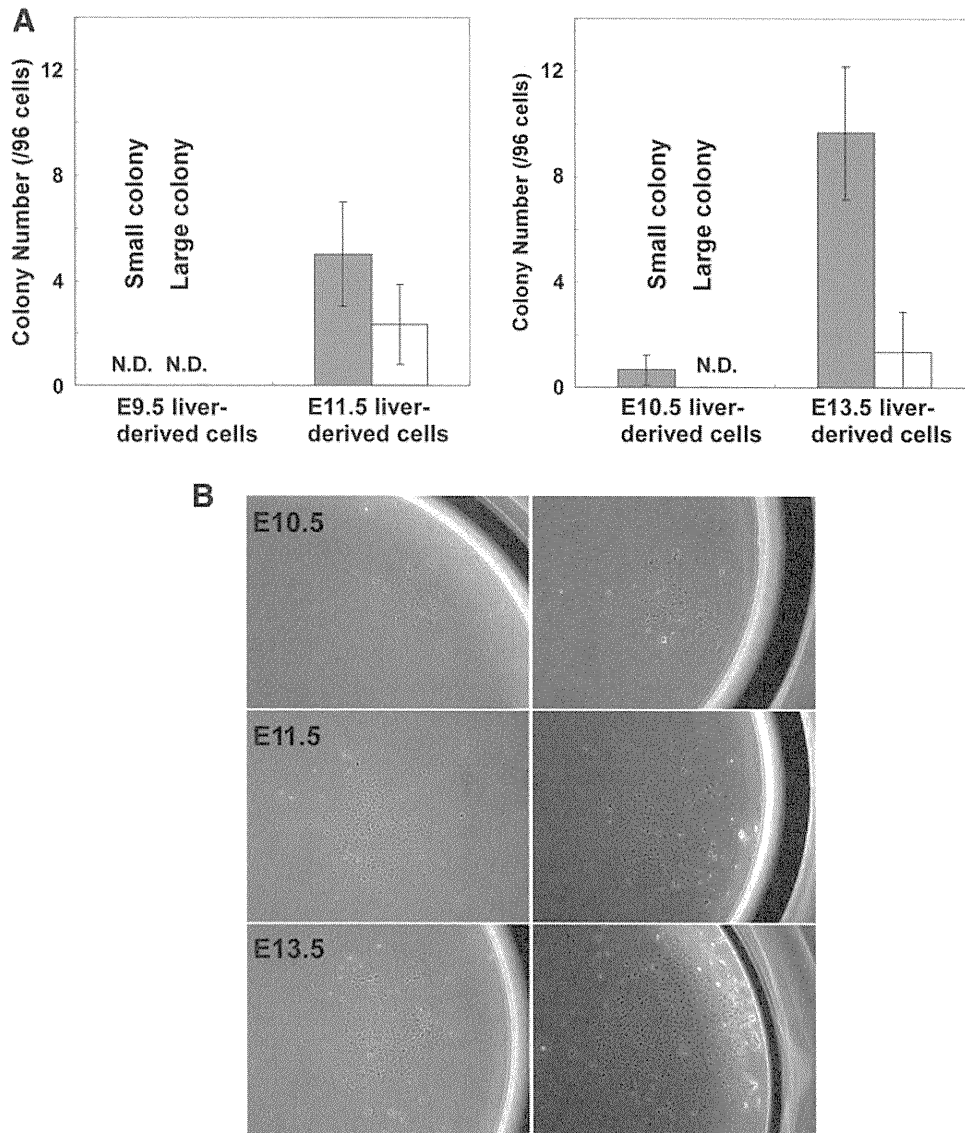 A
Colony Number (/96 cells)
12
8
4
0
Small colony
Large colony
N.D.
N.D.
E9.5 liver-
derived cells
E11.5 liver-
derived cells
Colony Number (/96 cells)
12
8
4
0
Small colony
Large colony
N.D.
E10.5 liver-
derived cells
E13.5 liver-
derived cells
B
E10.5
E11.5
E13.5